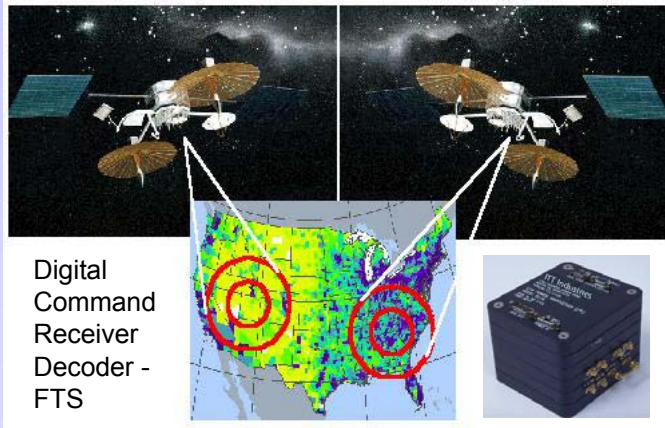 Digital
Command
Receiver
Decoder -
FTS
ITT Industries